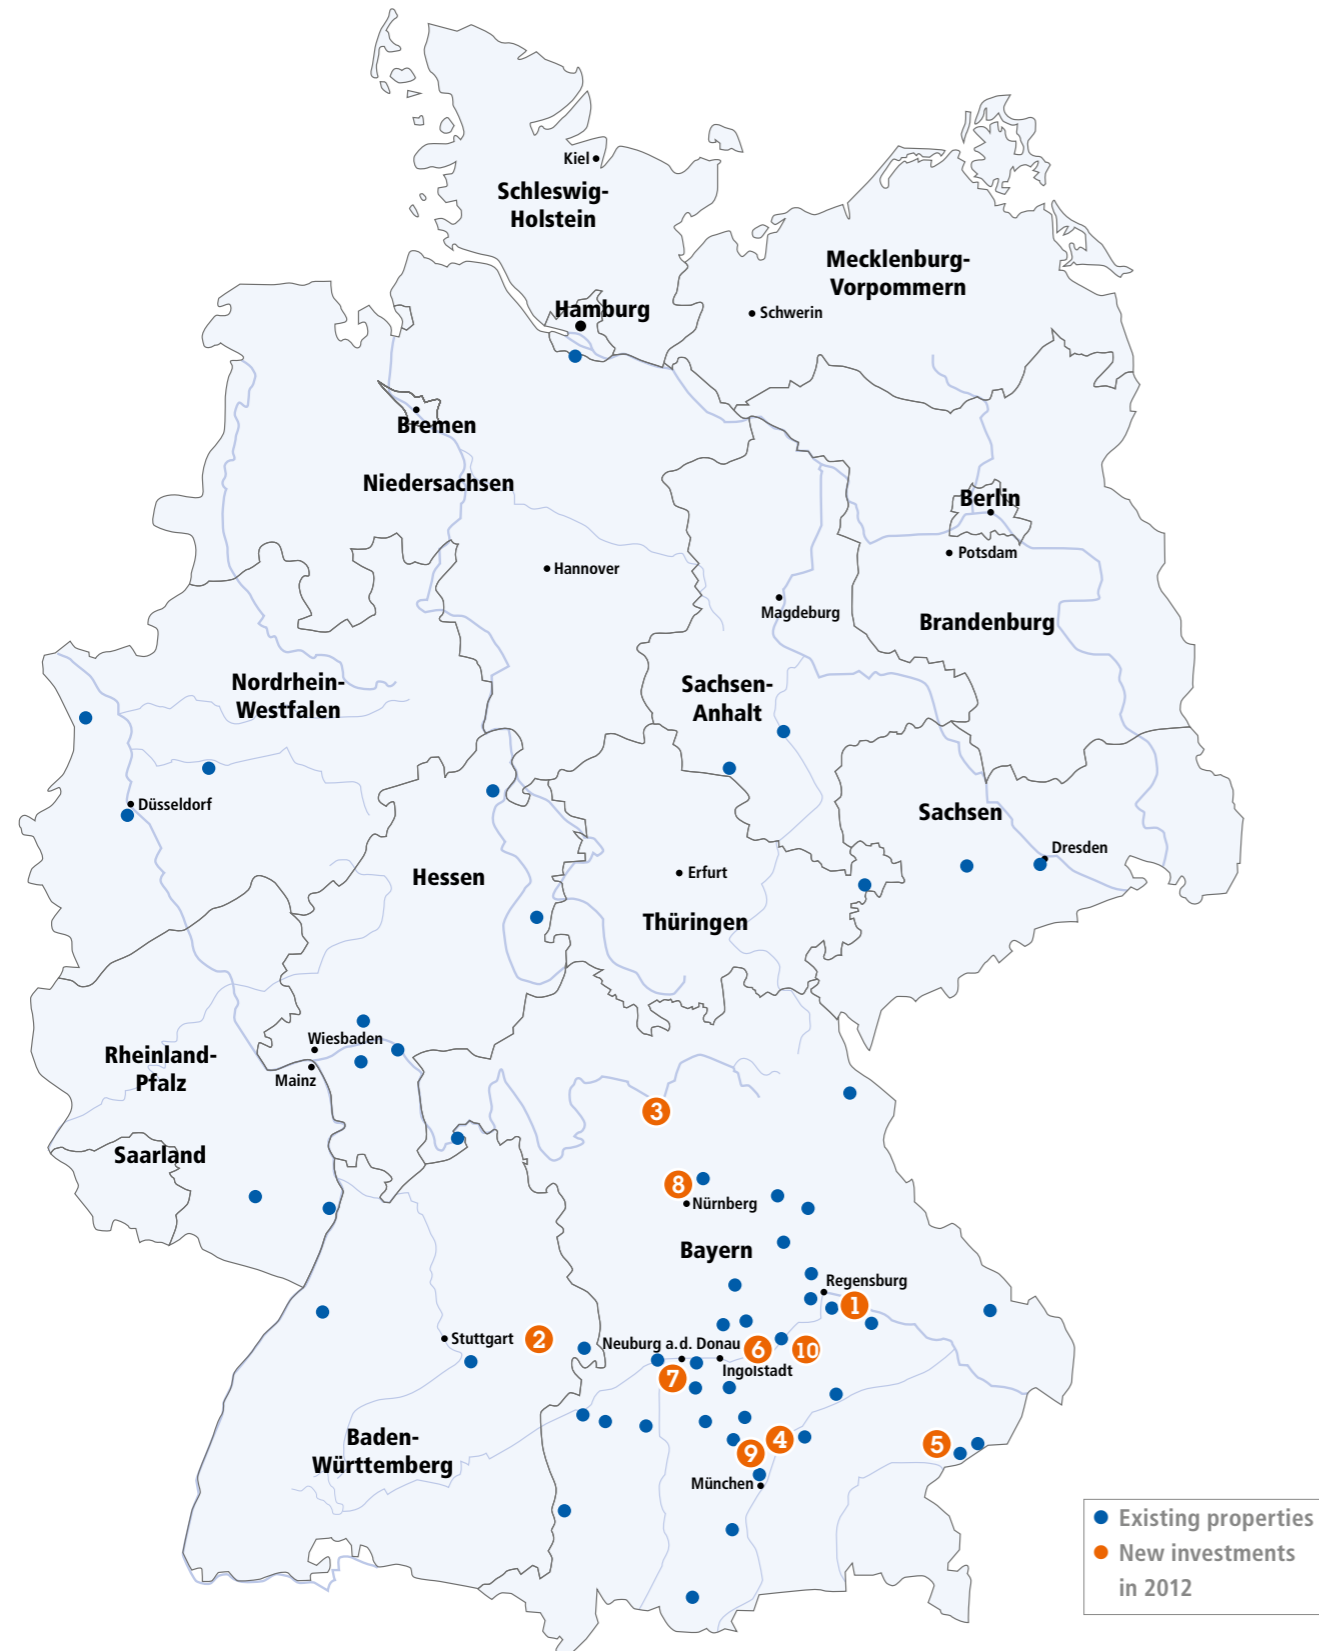 Kiel
Schleswig-
Holstein
Mecklenburg-
Vorpommern
Hamburg
Schwerin
Bremen
Niedersachsen
Berlin
Potsdam
Hannover
Magdeburg
Brandenburg
Nordrhein-
Westfalen
Sachsen-
Anhalt
Düsseldorf
Sachsen
Dresden
Hessen
Erfurt
Thüringen
Wiesbaden
Rheinland-
Pfalz
Mainz
3
Saarland
8
Nürnberg
Bayern
Regensburg
1
Stuttgart
2
Neuburg a.d. Donau
6
10
Ingolstadt
7
Baden-
Württemberg
4
9
5
München
Existing properties
New investments
in 2012